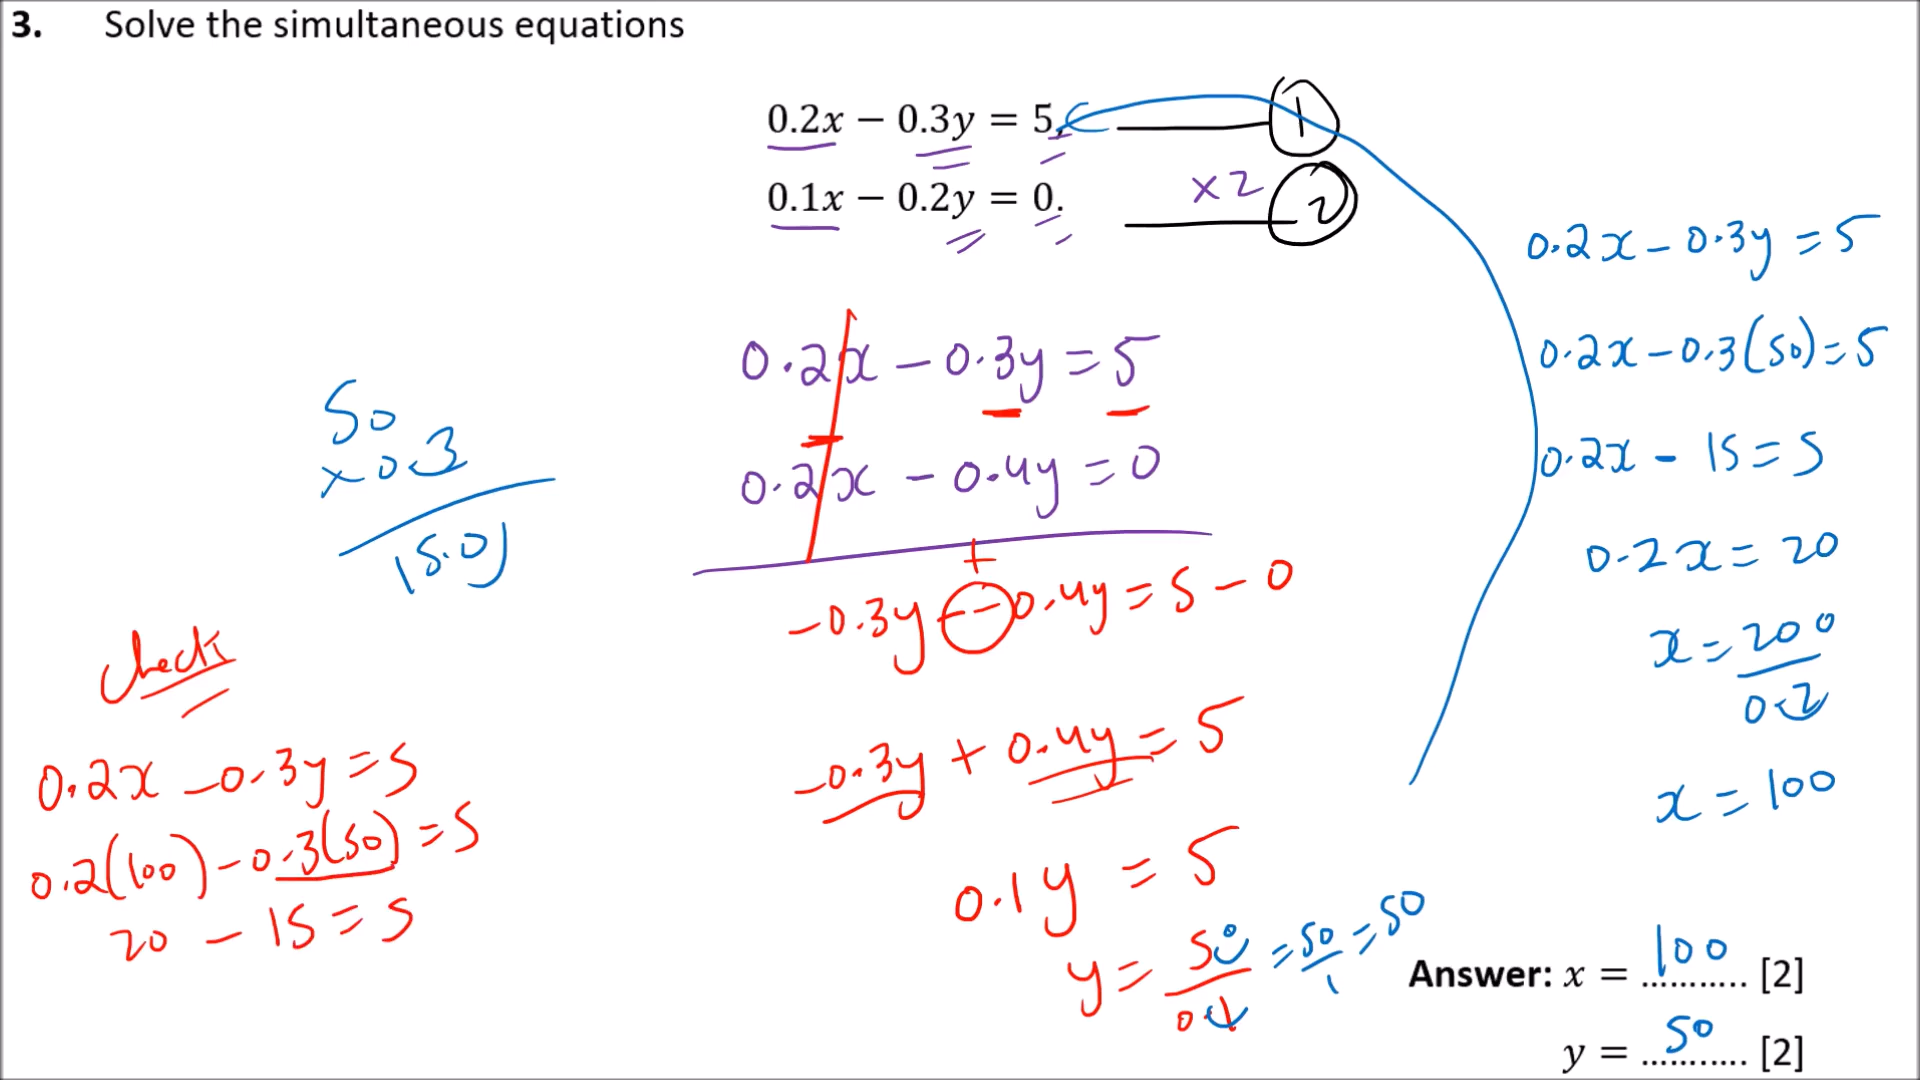 3. Solve the simultaneous equations
0.2x − 0.3y = 5, 1
0.1x − 0.2y = 0. ×2 2
0.2x − 0.3y = 5
0.2x − 0.4y = 0
+
−0.3y − −0.4y = 5 − 0
−0.3y + 0.4y = 5
0.1y = 5
y = 50/0.1 = 50/1 = 50
50
×0.3
15.0
Check
0.2x − 0.3y = 5
0.2(100) − 0.3(50) = 5
20 − 15 = 5
0.2x − 0.3y = 5
0.2x − 0.3(50) = 5
0.2x − 15 = 5
0.2x = 20
x = 200/0.2
x = 100
Answer: x = 100 [2]
y = 50 [2]